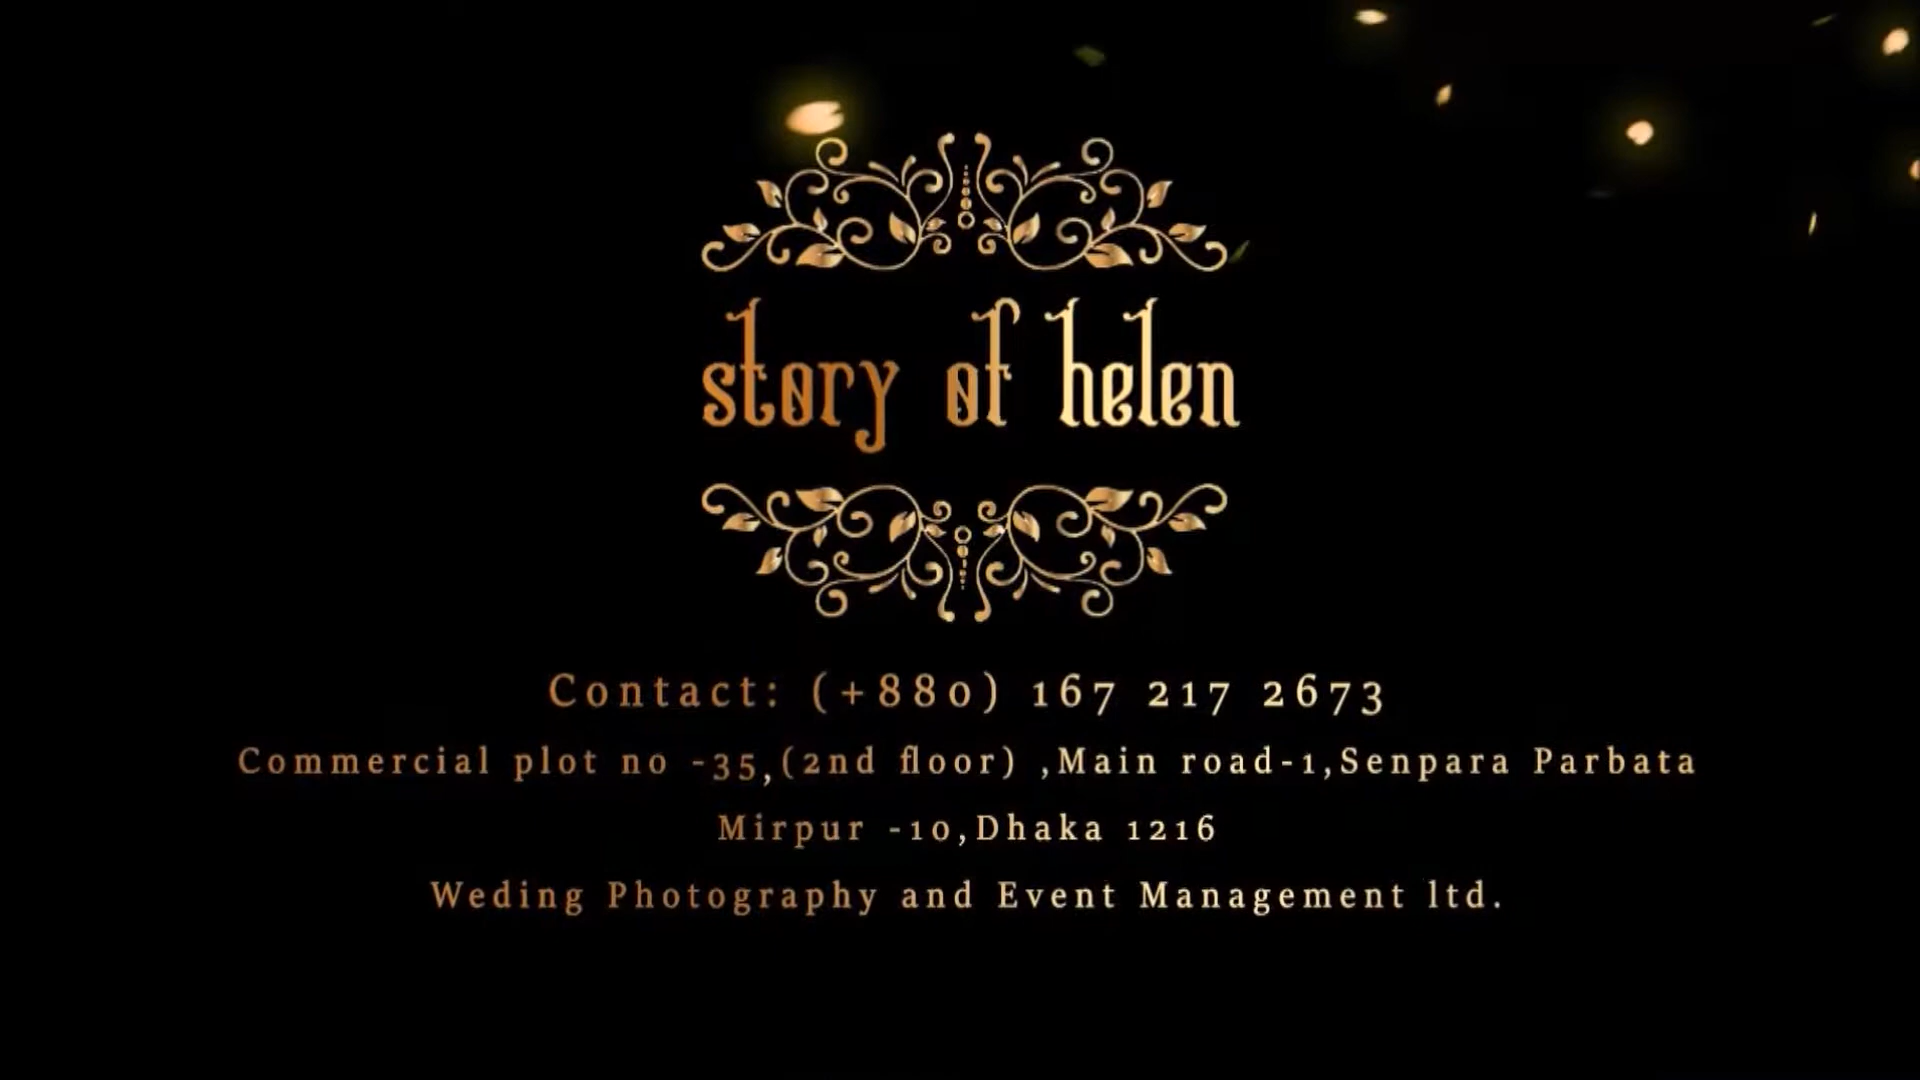 story of helen
Contact: (+880) 167 217 2673
Commercial plot no -35,(2nd floor) ,Main road-1,Senpara Parbata
Mirpur -10,Dhaka 1216
Weding Photography and Event Management ltd.